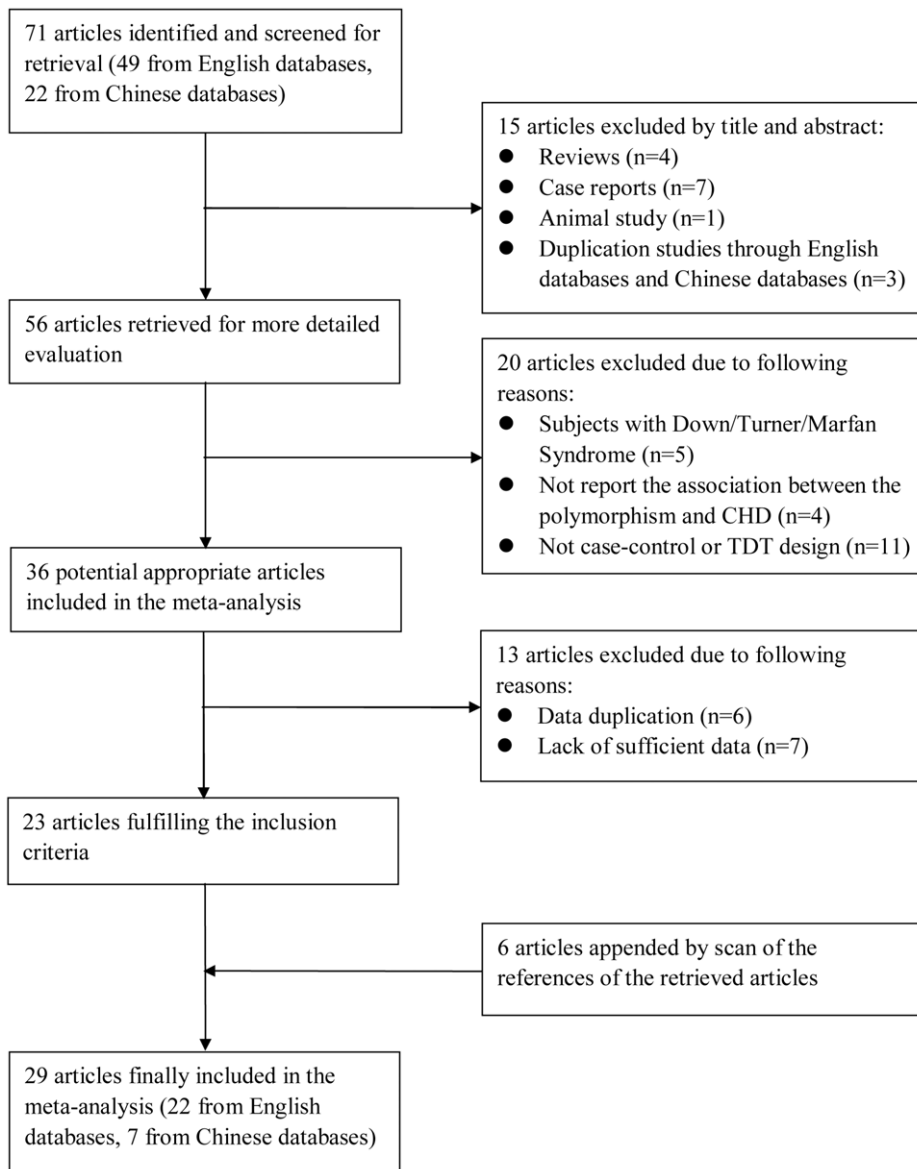 71 articles identified and screened for
retrieval (49 from English databases,
22 from Chinese databases)
15 articles excluded by title and abstract:
● Reviews (n=4)
● Case reports (n=7)
● Animal study (n=1)
● Duplication studies through English
databases and Chinese databases (n=3)
56 articles retrieved for more detailed
evaluation
20 articles excluded due to following
reasons:
● Subjects with Down/Turner/Marfan
Syndrome (n=5)
● Not report the association between the
polymorphism and CHD (n=4)
● Not case-control or TDT design (n=11)
36 potential appropriate articles
included in the meta-analysis
13 articles excluded due to following
reasons:
● Data duplication (n=6)
● Lack of sufficient data (n=7)
23 articles fulfilling the inclusion
criteria
6 articles appended by scan of the
references of the retrieved articles
29 articles finally included in the
meta-analysis (22 from English
databases, 7 from Chinese databases)